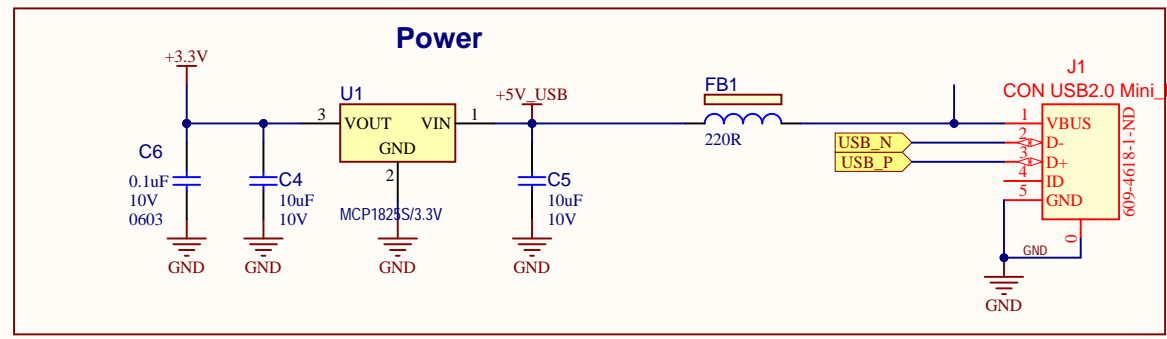 Power
+3.3V
U1
3
VOUT
VIN
1
GND
2
MCP1825S/3.3V
C6
0.1uF
10V
0603
GND
C4
10uF
10V
GND
GND
+5V_USB
C5
10uF
10V
GND
FB1
220R
USB_N
USB_P
J1
CON USB2.0 Mini_
1
VBUS
2
D-
3
D+
4
ID
5
GND
0
609-4618-1-ND
GND
GND